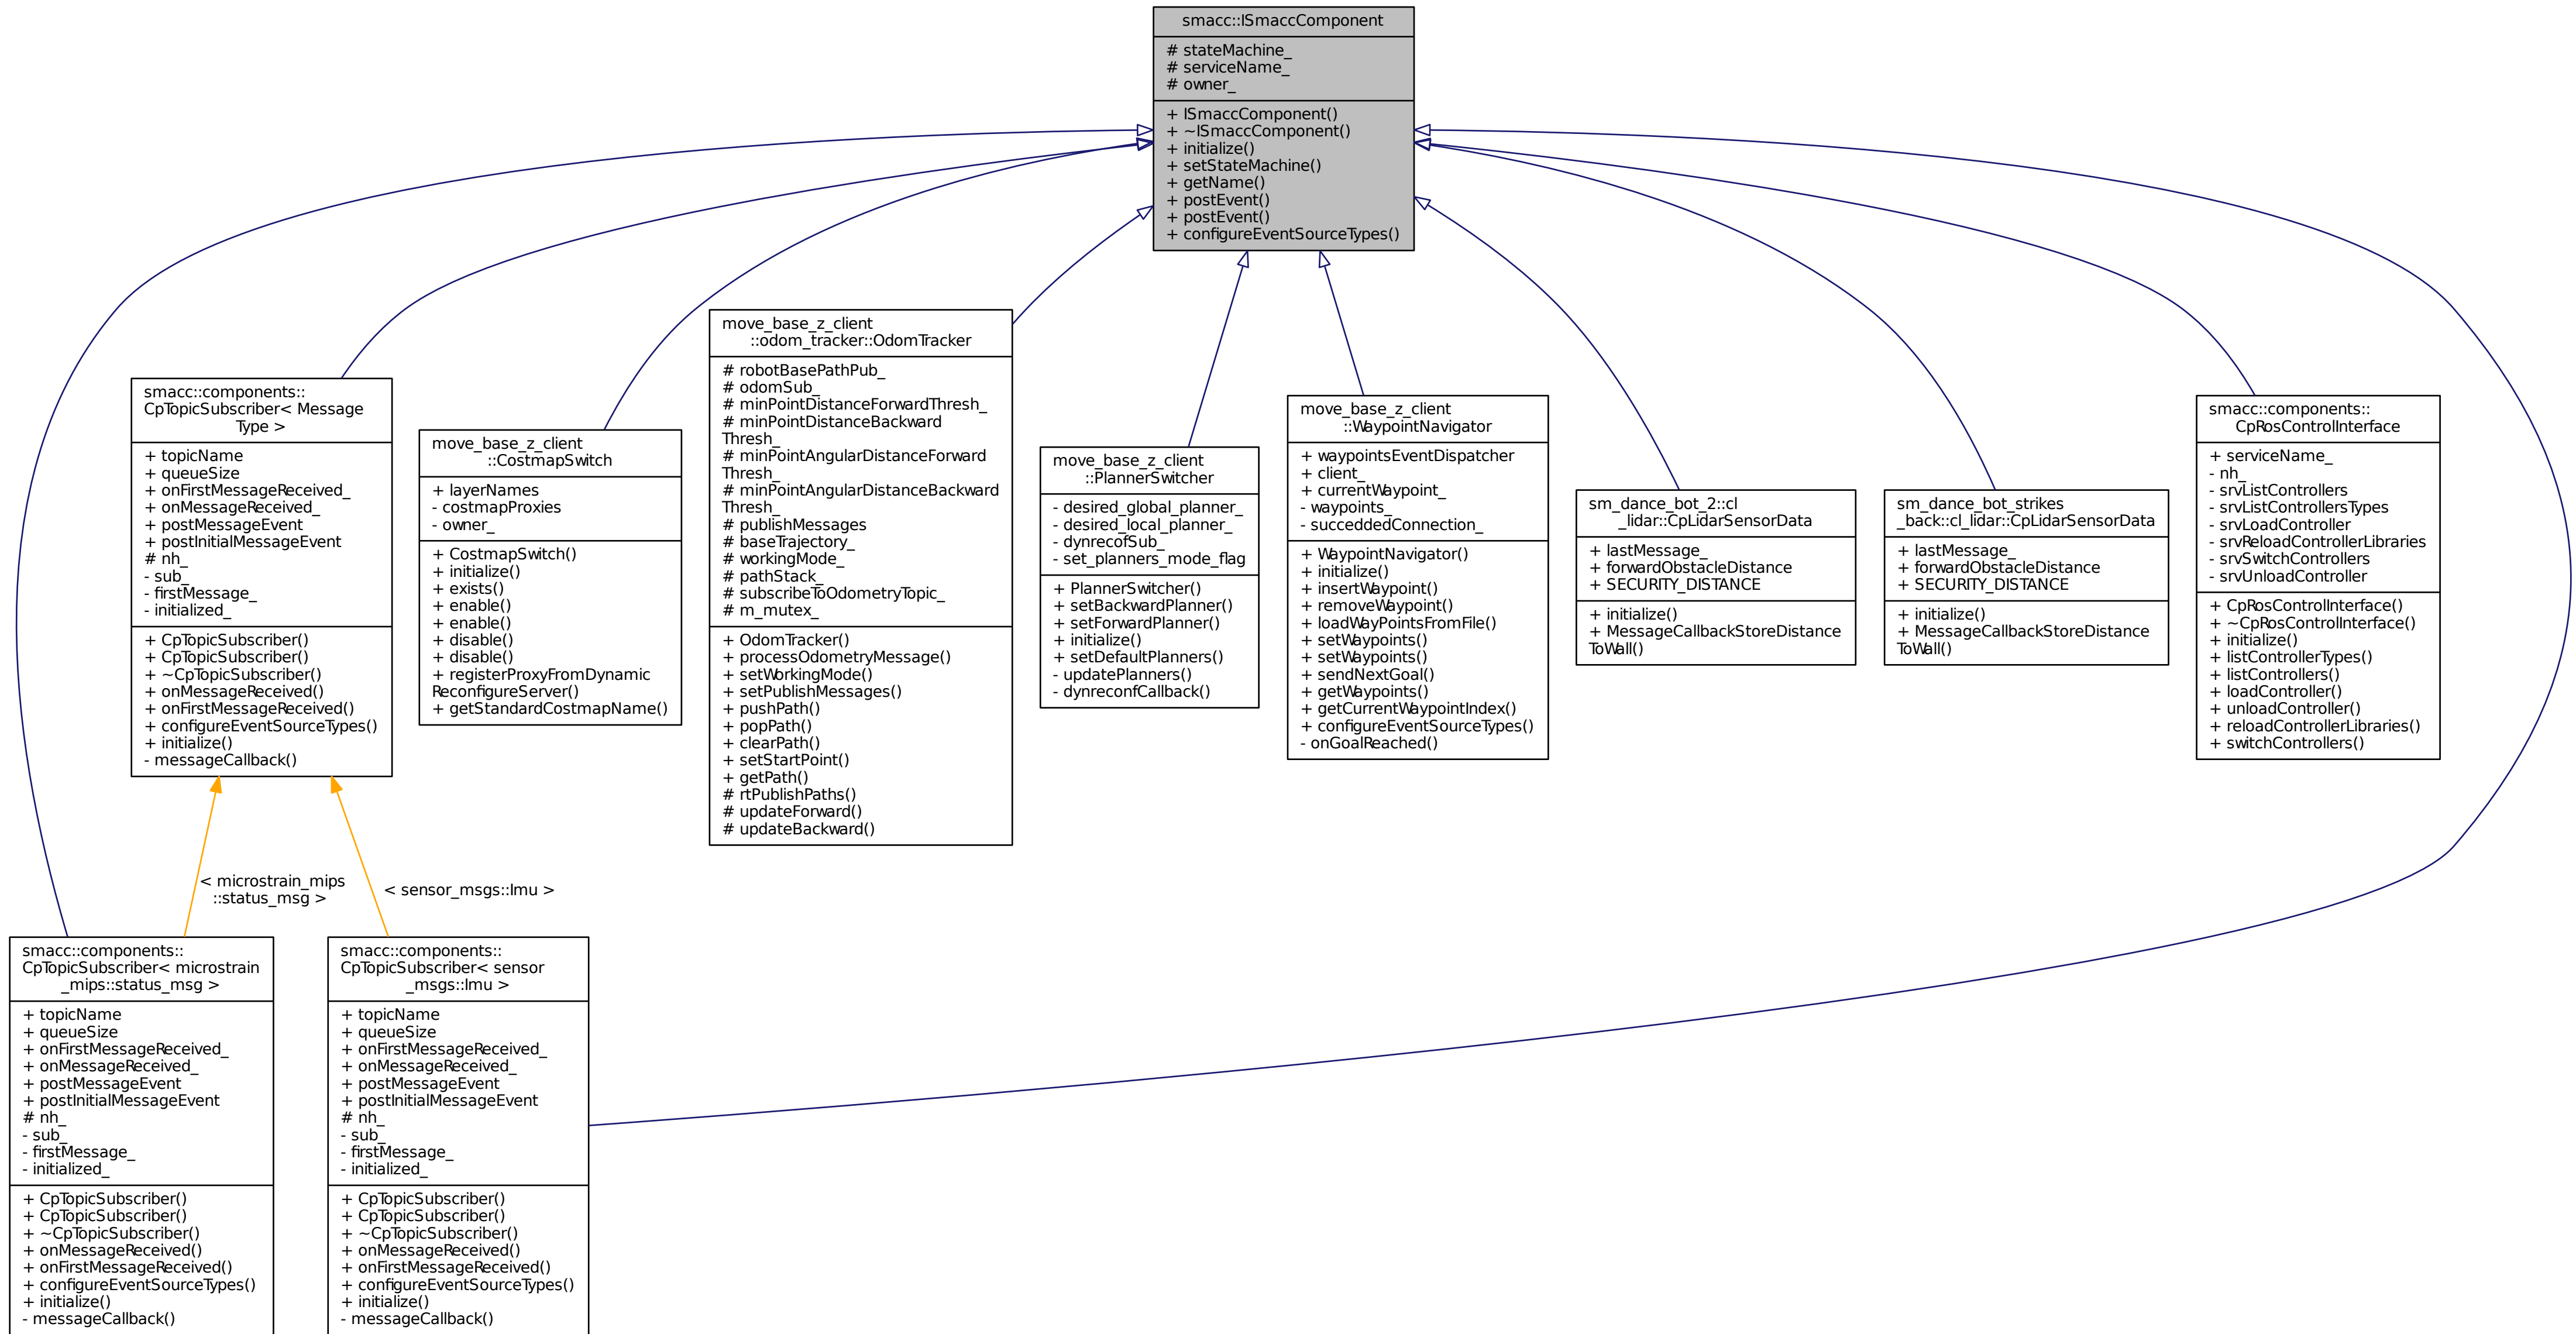 smacc::ISmaccComponent
# stateMachine_
# serviceName_
# owner_
+ ISmaccComponent()
+ ~ISmaccComponent()
+ initialize()
+ setStateMachine()
+ getName()
+ postEvent()
+ postEvent()
+ configureEventSourceTypes()
smacc::components::
CpTopicSubscriber< Message
Type >
+ topicName
+ queueSize
+ onFirstMessageReceived_
+ onMessageReceived_
+ postMessageEvent
+ postInitialMessageEvent
# nh_
- sub_
- firstMessage_
- initialized_
+ CpTopicSubscriber()
+ CpTopicSubscriber()
+ ~CpTopicSubscriber()
+ onMessageReceived()
+ onFirstMessageReceived()
+ configureEventSourceTypes()
+ initialize()
- messageCallback()
move_base_z_client
::CostmapSwitch
+ layerNames
- costmapProxies
- owner_
+ CostmapSwitch()
+ initialize()
+ exists()
+ enable()
+ enable()
+ disable()
+ disable()
+ registerProxyFromDynamic
ReconfigureServer()
+ getStandardCostmapName()
move_base_z_client
::odom_tracker::OdomTracker
# robotBasePathPub_
# odomSub_
# minPointDistanceForwardThresh_
# minPointDistanceBackward
Thresh_
# minPointAngularDistanceForward
Thresh_
# minPointAngularDistanceBackward
Thresh_
# publishMessages
# baseTrajectory_
# workingMode_
# pathStack_
# subscribeToOdometryTopic_
# m_mutex_
+ OdomTracker()
+ processOdometryMessage()
+ setWorkingMode()
+ setPublishMessages()
+ pushPath()
+ popPath()
+ clearPath()
+ setStartPoint()
+ getPath()
# rtPublishPaths()
# updateForward()
# updateBackward()
move_base_z_client
::PlannerSwitcher
- desired_global_planner_
- desired_local_planner_
- dynrecofSub_
- set_planners_mode_flag
+ PlannerSwitcher()
+ setBackwardPlanner()
+ setForwardPlanner()
+ initialize()
+ setDefaultPlanners()
- updatePlanners()
- dynreconfCallback()
move_base_z_client
::WaypointNavigator
+ waypointsEventDispatcher
+ client_
+ currentWaypoint_
- waypoints_
- succeddedConnection_
+ WaypointNavigator()
+ initialize()
+ insertWaypoint()
+ removeWaypoint()
+ loadWayPointsFromFile()
+ setWaypoints()
+ setWaypoints()
+ sendNextGoal()
+ getWaypoints()
+ getCurrentWaypointIndex()
+ configureEventSourceTypes()
- onGoalReached()
sm_dance_bot_2::cl
_lidar::CpLidarSensorData
+ lastMessage_
+ forwardObstacleDistance
+ SECURITY_DISTANCE
+ initialize()
+ MessageCallbackStoreDistance
ToWall()
sm_dance_bot_strikes
_back::cl_lidar::CpLidarSensorData
+ lastMessage_
+ forwardObstacleDistance
+ SECURITY_DISTANCE
+ initialize()
+ MessageCallbackStoreDistance
ToWall()
smacc::components::
CpRosControlInterface
+ serviceName_
- nh_
- srvListControllers
- srvListControllersTypes
- srvLoadController
- srvReloadControllerLibraries
- srvSwitchControllers
- srvUnloadController
+ CpRosControlInterface()
+ ~CpRosControlInterface()
+ initialize()
+ listControllerTypes()
+ listControllers()
+ loadController()
+ unloadController()
+ reloadControllerLibraries()
+ switchControllers()
< microstrain_mips
::status_msg >
< sensor_msgs::Imu >
smacc::components::
CpTopicSubscriber< microstrain
_mips::status_msg >
+ topicName
+ queueSize
+ onFirstMessageReceived_
+ onMessageReceived_
+ postMessageEvent
+ postInitialMessageEvent
# nh_
- sub_
- firstMessage_
- initialized_
+ CpTopicSubscriber()
+ CpTopicSubscriber()
+ ~CpTopicSubscriber()
+ onMessageReceived()
+ onFirstMessageReceived()
+ configureEventSourceTypes()
+ initialize()
- messageCallback()
smacc::components::
CpTopicSubscriber< sensor
_msgs::Imu >
+ topicName
+ queueSize
+ onFirstMessageReceived_
+ onMessageReceived_
+ postMessageEvent
+ postInitialMessageEvent
# nh_
- sub_
- firstMessage_
- initialized_
+ CpTopicSubscriber()
+ CpTopicSubscriber()
+ ~CpTopicSubscriber()
+ onMessageReceived()
+ onFirstMessageReceived()
+ configureEventSourceTypes()
+ initialize()
- messageCallback()